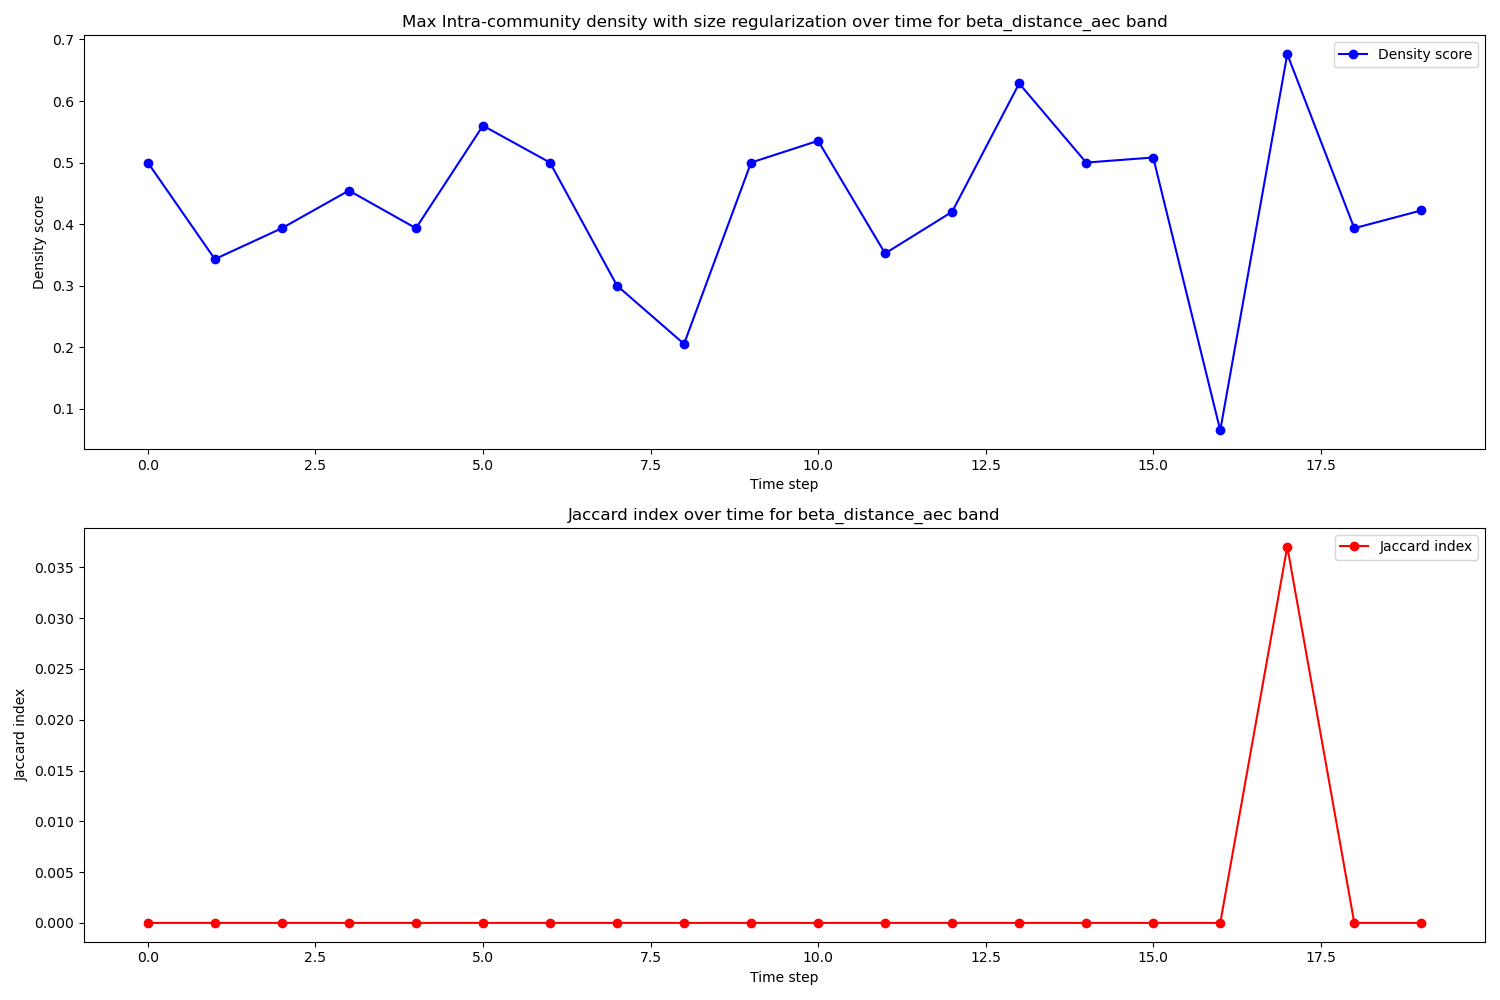 Max Intra-community density with size regularization over time for beta_distance_aec band
Density score
0.7
0.6
0.5
0.4
0.3
0.2
0.1
Density score
0.0 2.5 5.0 7.5 10.0 12.5 15.0 17.5
Time step
Jaccard index over time for beta_distance_aec band
Jaccard index
0.035
0.030
0.025
0.020
0.015
0.010
0.005
0.000
Jaccard index
0.0 2.5 5.0 7.5 10.0 12.5 15.0 17.5
Time step